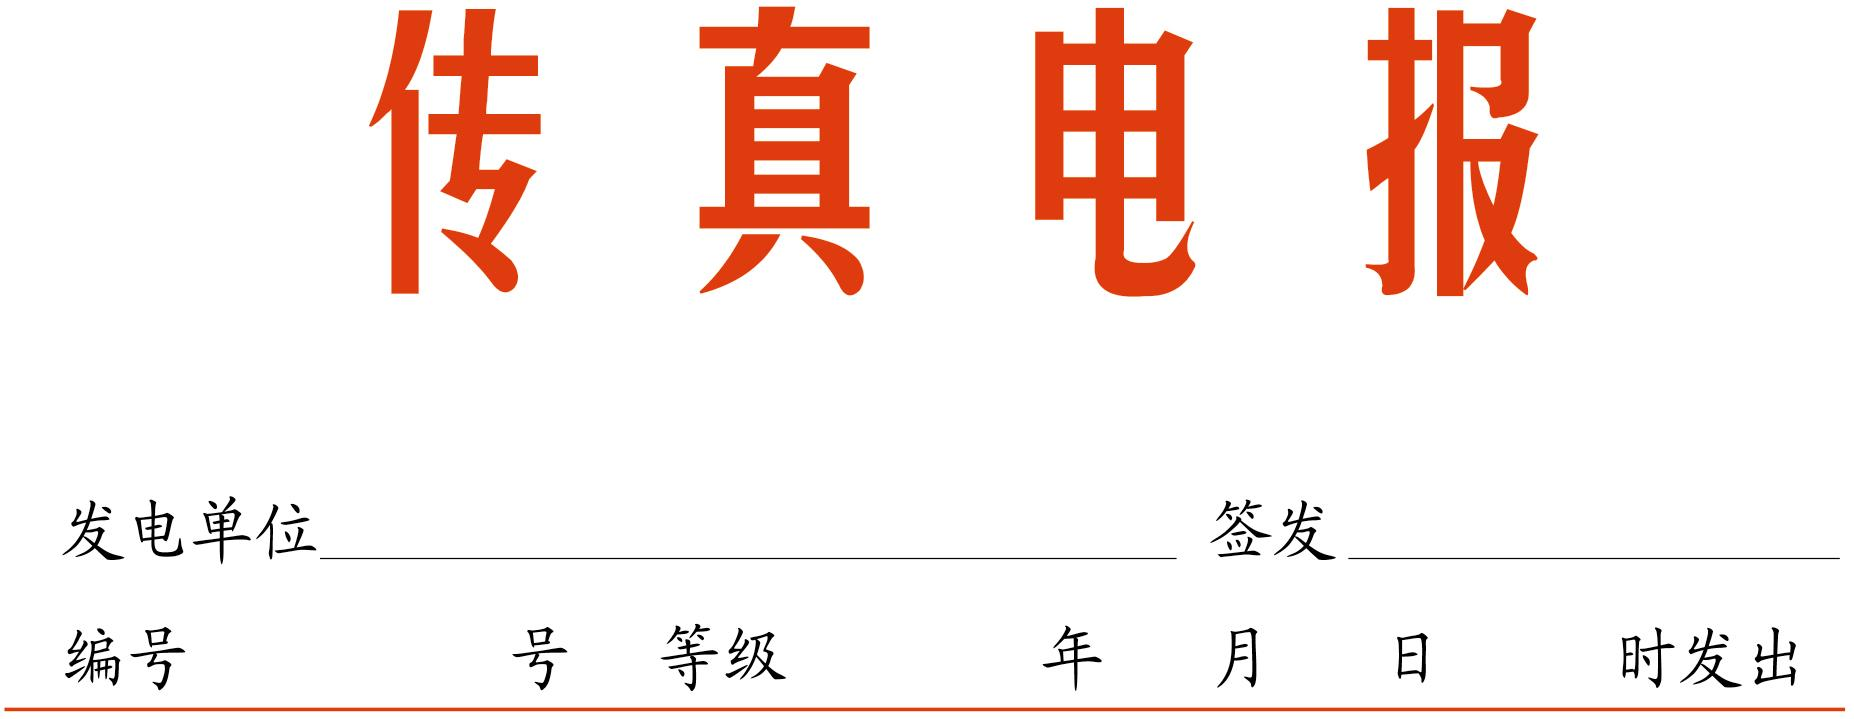 传真电报
发电单位 签发
编号 号 等级 年 月 日 时发出